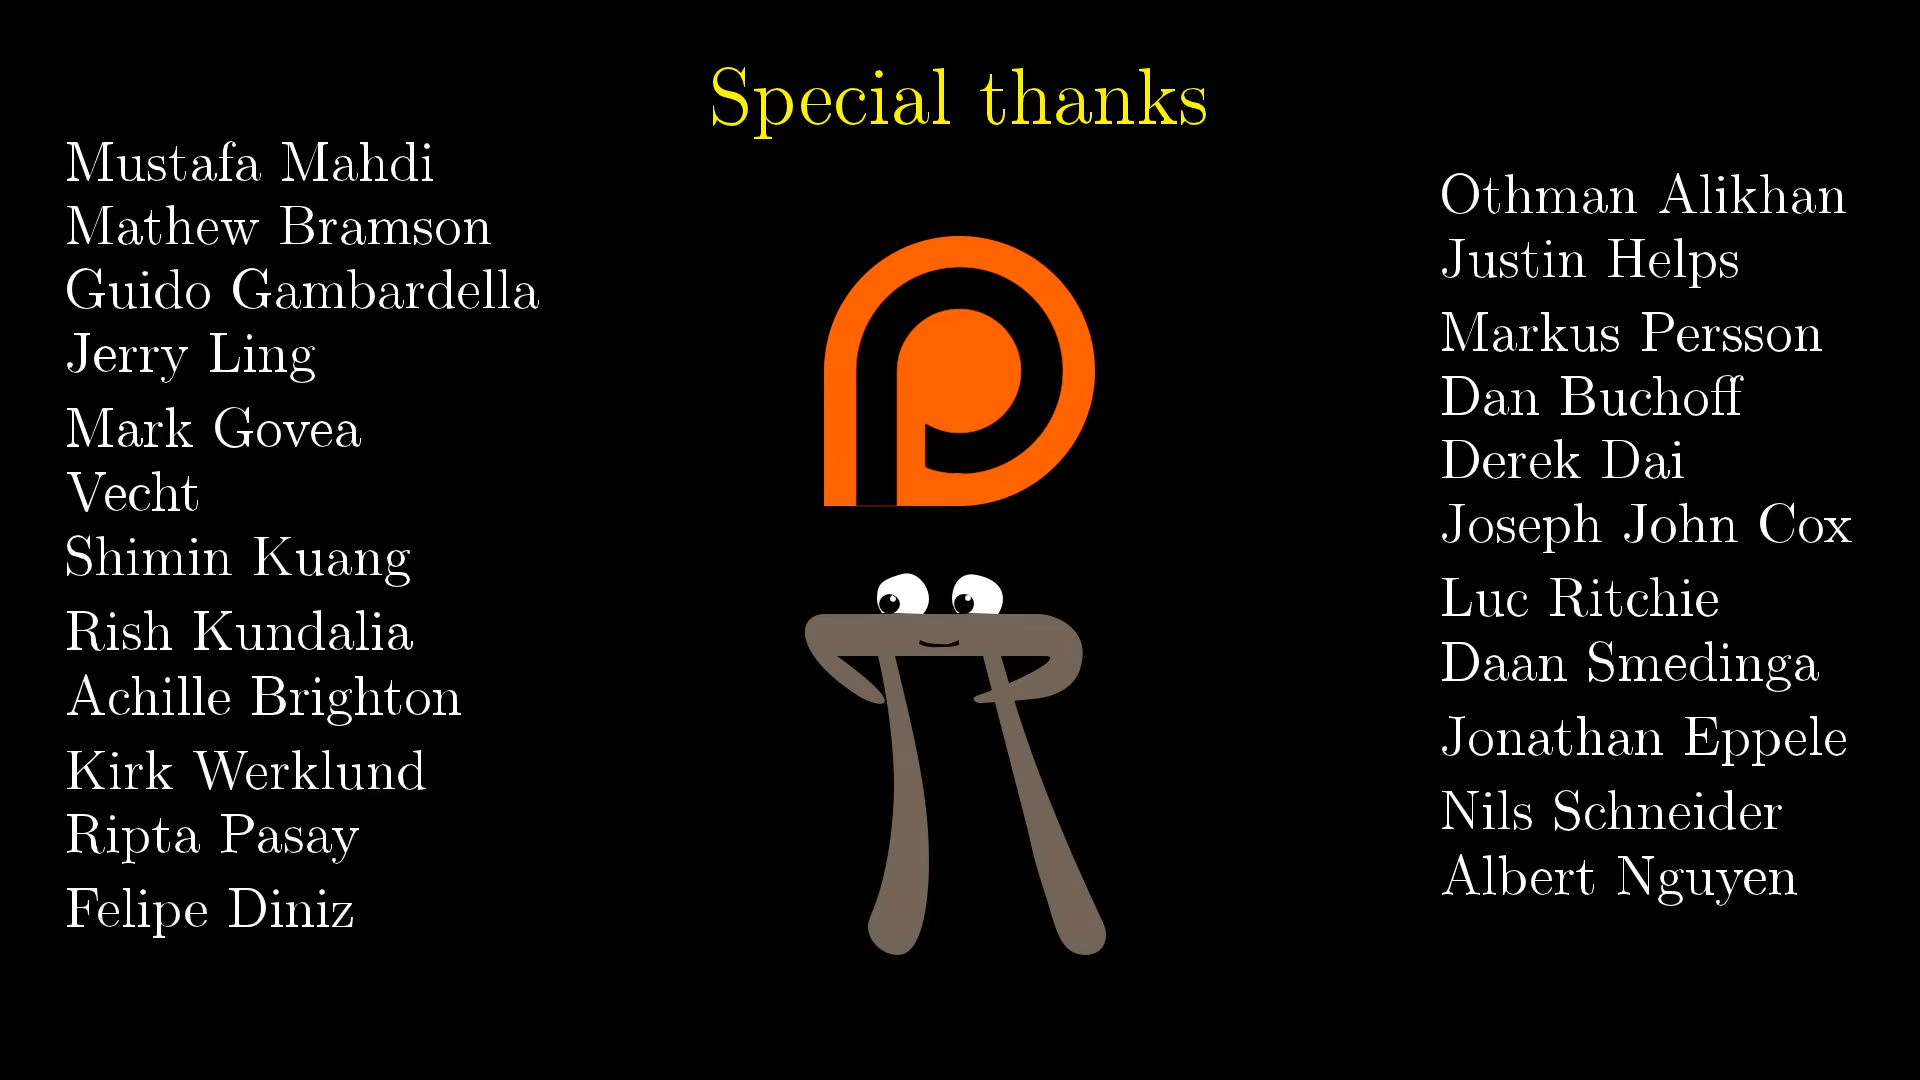 Special thanks
Mustafa Mahdi
Mathew Bramson
Guido Gambardella
Jerry Ling
Mark Govea
Vecht
Shimin Kuang
Rish Kundalia
Achille Brighton
Kirk Werklund
Ripta Pasay
Felipe Diniz
Othman Alikhan
Justin Helps
Markus Persson
Dan Buchoff
Derek Dai
Joseph John Cox
Luc Ritchie
Daan Smedinga
Jonathan Eppele
Nils Schneider
Albert Nguyen